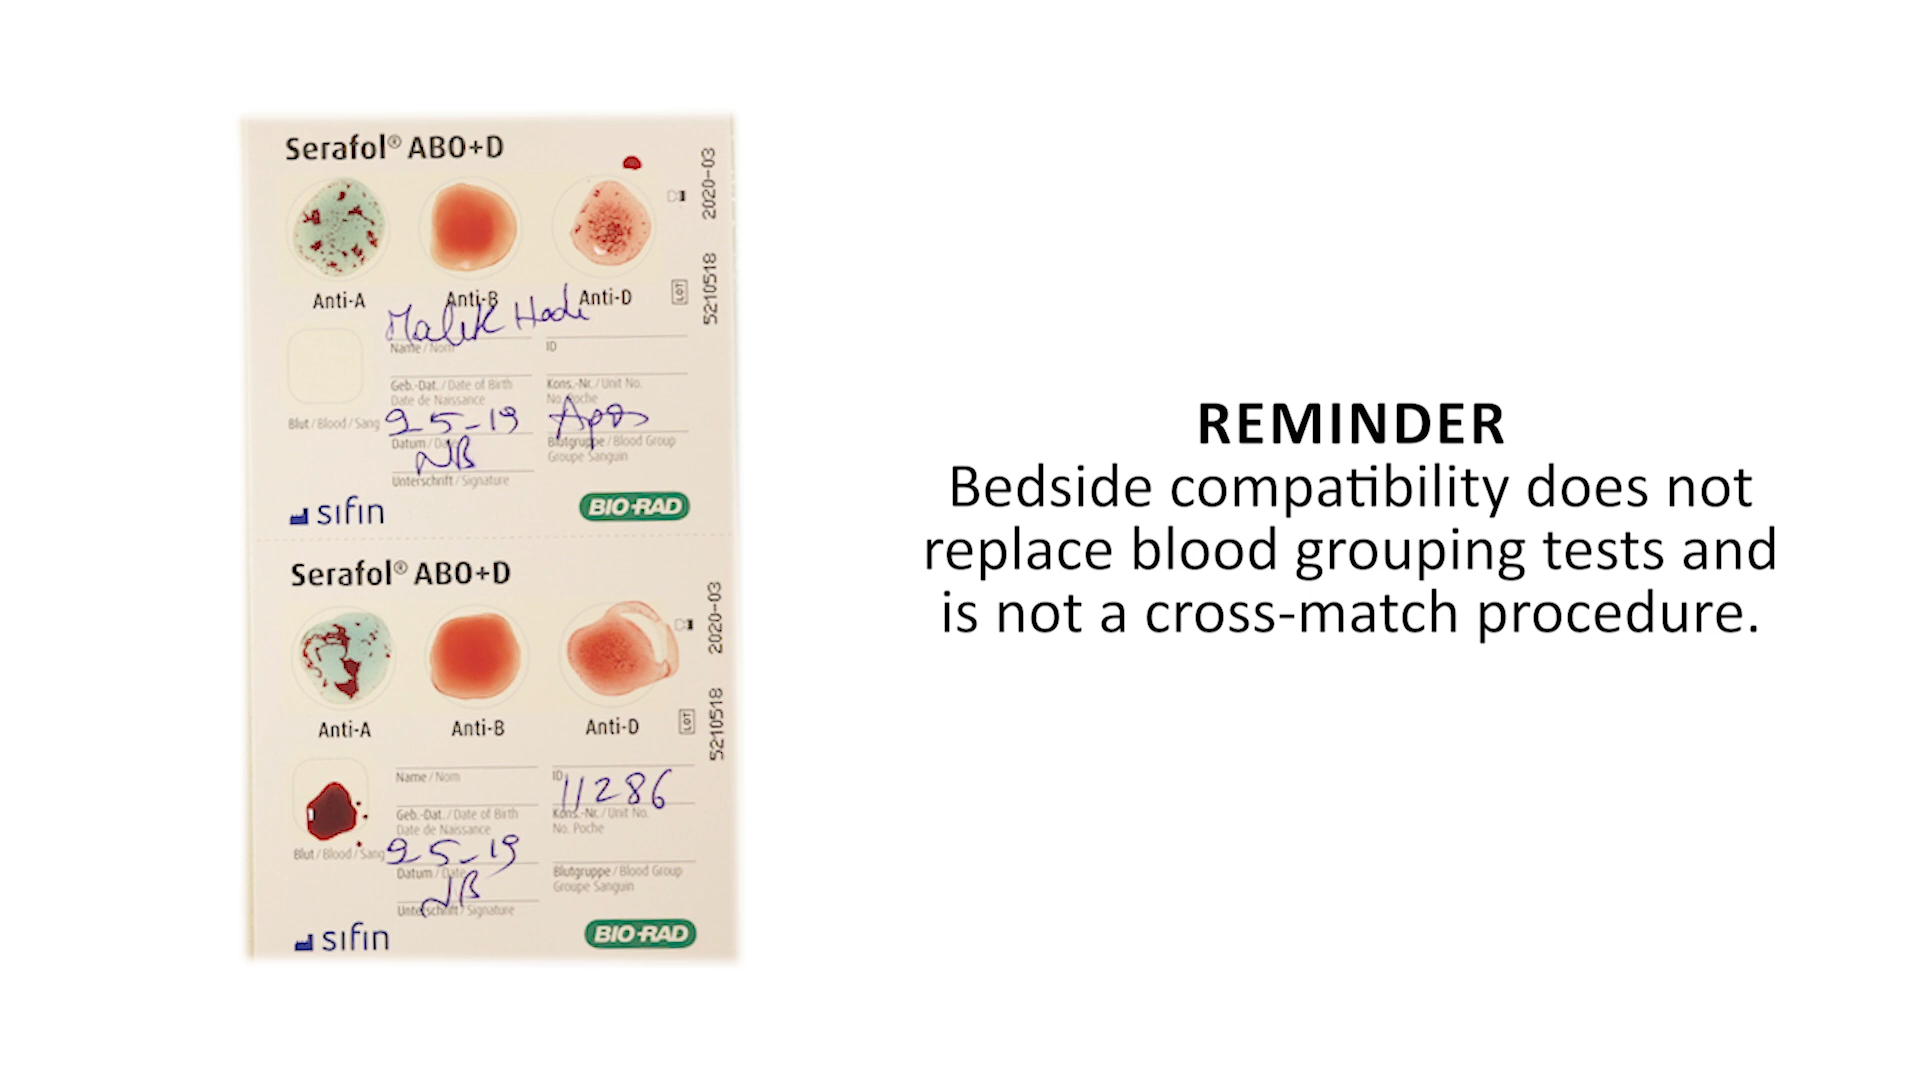 Serafol® ABO+D
2020-03
Anti-A Anti-B Anti-D
LOT 5210518
Malik Hadi
Name / Nom ID
Geb.-Dat. / Date of Birth Kons.-Nr. / Unit No.
Date de Naissance No. Poche
Blut / Blood / Sang 9-5-19 Apos
Datum / Date Blutgruppe / Blood Group
NB Groupe Sanguin
Unterschrift / Signature
sifin BIO-RAD
Serafol® ABO+D
2020-03
Anti-A Anti-B Anti-D
LOT 5210518
Name / Nom ID 11286
Geb.-Dat. / Date of Birth Kons.-Nr. / Unit No.
Date de Naissance No. Poche
Blut / Blood / Sang 9-5-19
Datum / Date Blutgruppe / Blood Group
NB Groupe Sanguin
Unterschrift / Signature
sifin BIO-RAD
REMINDER
Bedside compatibility does not
replace blood grouping tests and
is not a cross-match procedure.